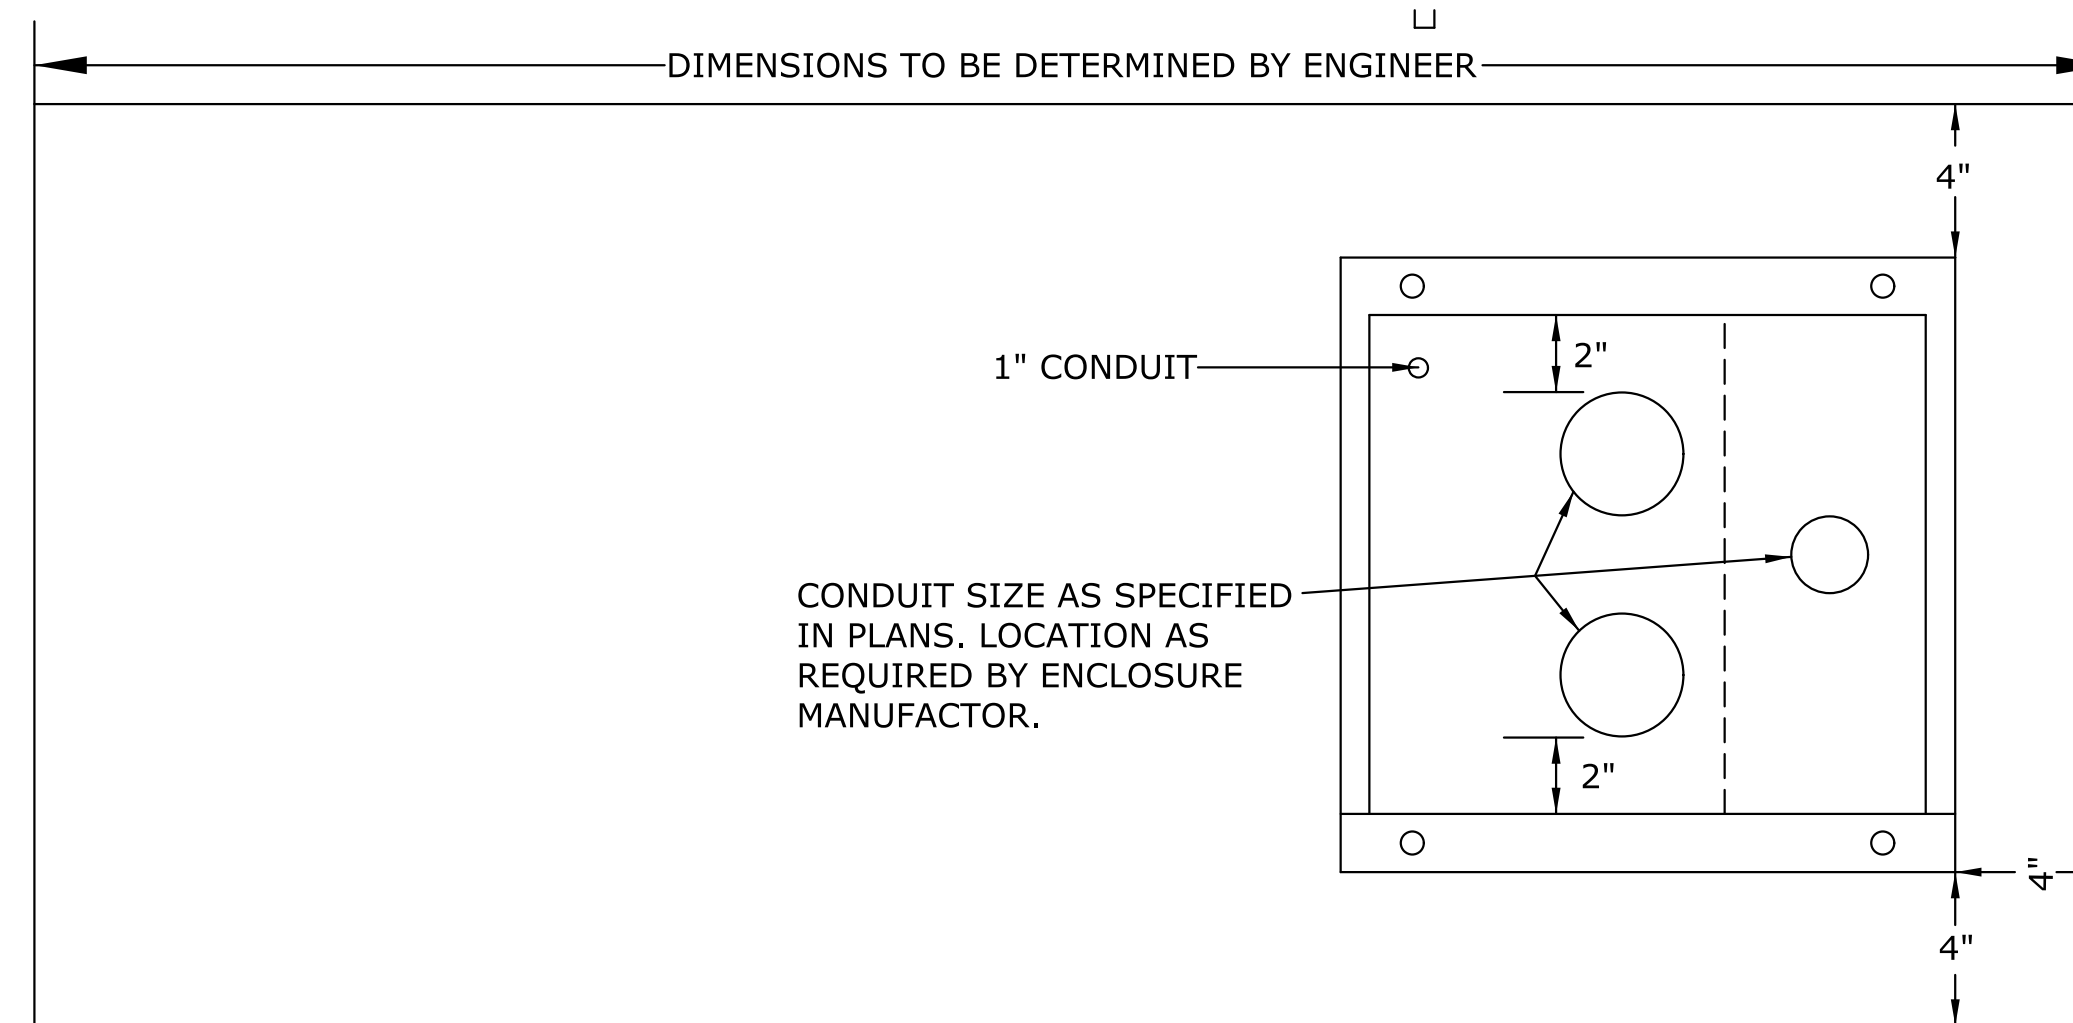 DIMENSIONS TO BE DETERMINED BY ENGINEER
4"
1" CONDUIT
2"
CONDUIT SIZE AS SPECIFIED
IN PLANS. LOCATION AS
REQUIRED BY ENCLOSURE
MANUFACTOR.
2"
4"
4"